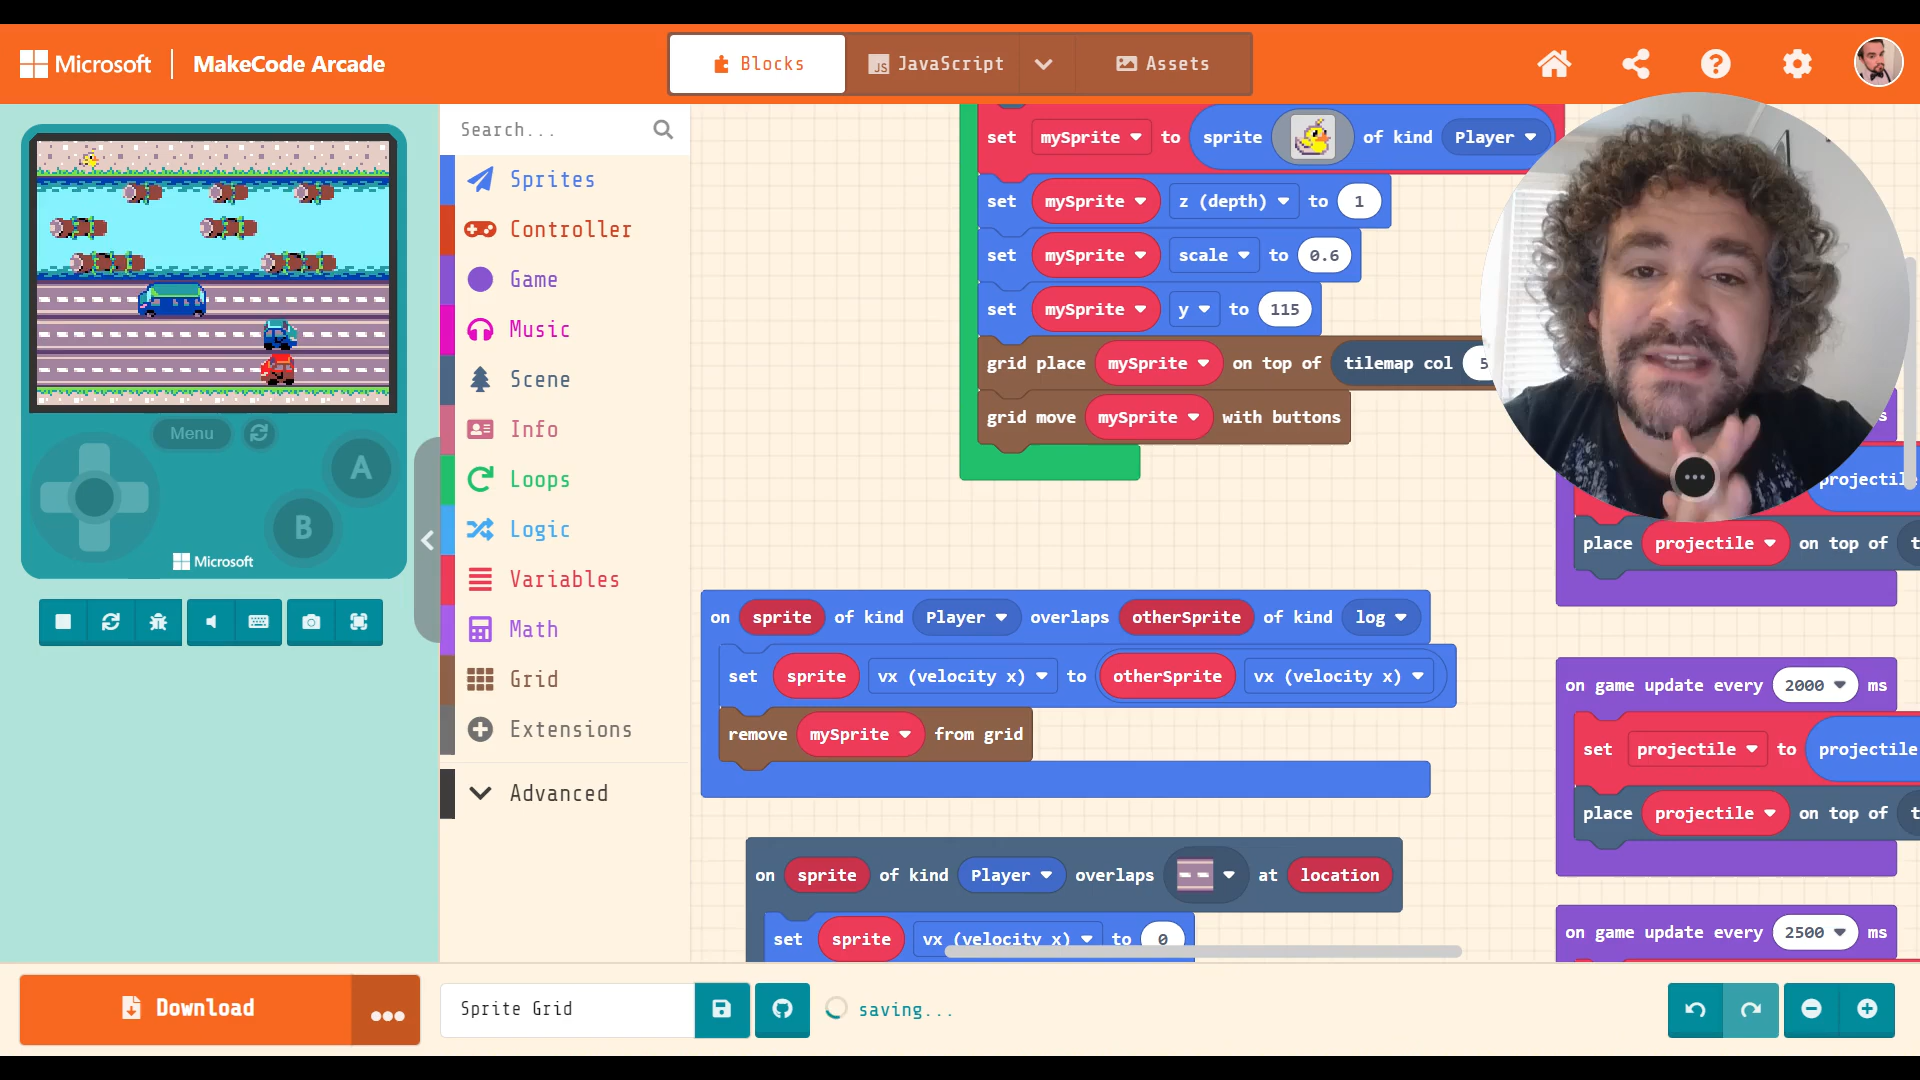 Microsoft
MakeCode Arcade
Blocks
JS JavaScript
Assets
Search...
Sprites
Controller
Game
Music
Scene
Info
Loops
Logic
Variables
Math
Grid
Extensions
Advanced
Menu
A
B
Microsoft
set mySprite to sprite of kind Player
set mySprite z (depth) to 1
set mySprite scale to 0.6
set mySprite y to 115
grid place mySprite on top of tilemap col 5
grid move mySprite with buttons
on sprite of kind Player overlaps otherSprite of kind log
set sprite vx (velocity x) to otherSprite vx (velocity x)
remove mySprite from grid
on sprite of kind Player overlaps at location
set sprite vx (velocity x) to 0
place projectile on top of
on game update every 2000 ms
set projectile to projectile
place projectile on top of
on game update every 2500 ms
Download
Sprite Grid
saving...